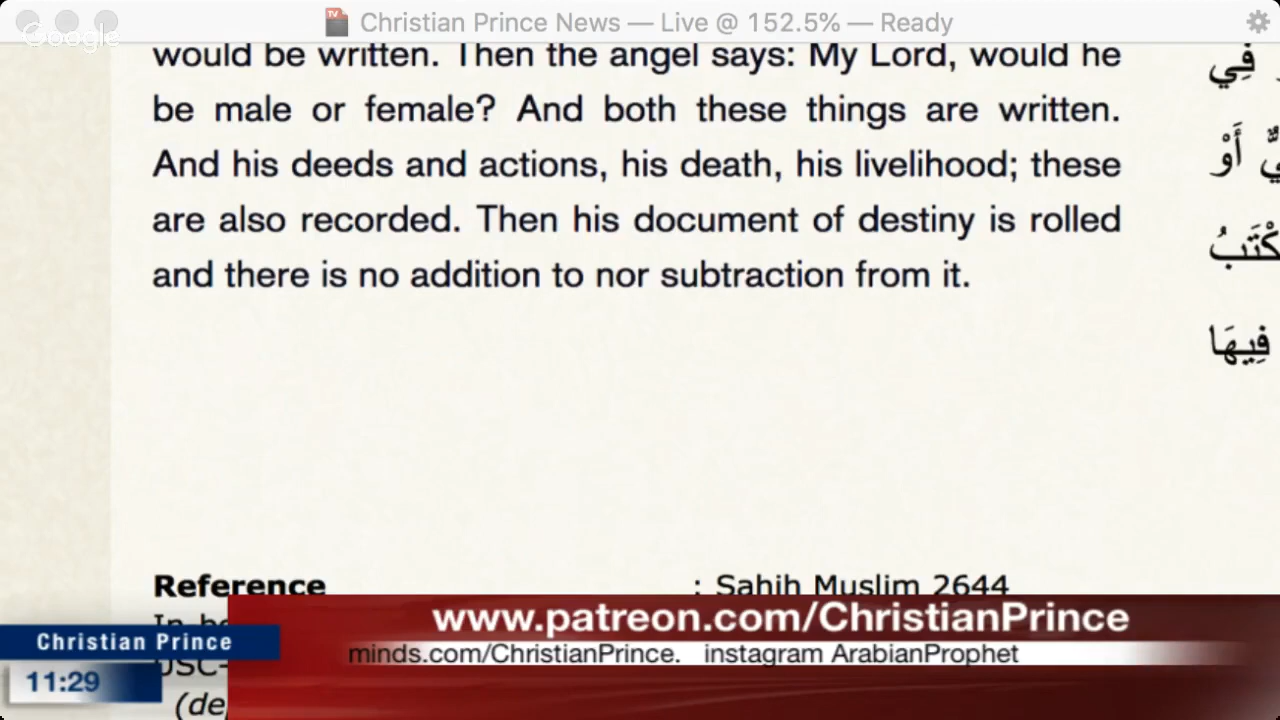 Christian Prince News — Live @ 152.5% — Ready
Google
would be written. Then the angel says: My Lord, would he
be male or female? And both these things are written.
And his deeds and actions, his death, his livelihood; these
are also recorded. Then his document of destiny is rolled
and there is no addition to nor subtraction from it.
فِي
أَوْ
فِيهَا
Reference : Sahih Muslim 2644
In
USC-
(de
www.patreon.com/ChristianPrince
minds.com/ChristianPrince. instagram ArabianProphet
Christian Prince
11:29